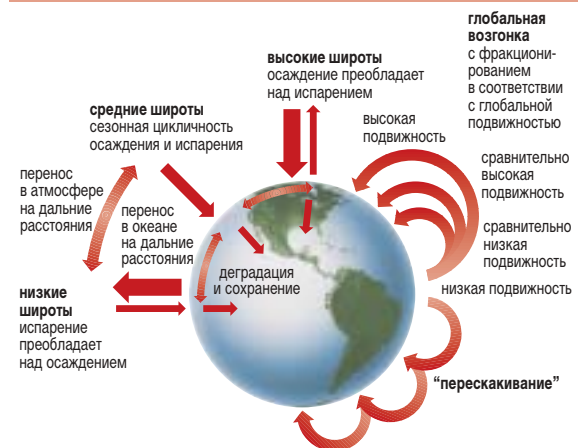 глобальная
возгонка
с фракциони-
рованием
в соответствии
с глобальной
подвижностью
высокие широты
осаждение преобладает
над испарением
средние широты
сезонная цикличность
осаждения и испарения
высокая
подвижность
сравнительно
высокая
подвижность
сравнительно
низкая
подвижность
низкая подвижность
перенос
в атмосфере
на дальние
расстояния
перенос
в океане
на дальние
расстояния
деградация
и сохранение
низкие
широты
испарение
преобладает
над осаждением
“перескакивание”